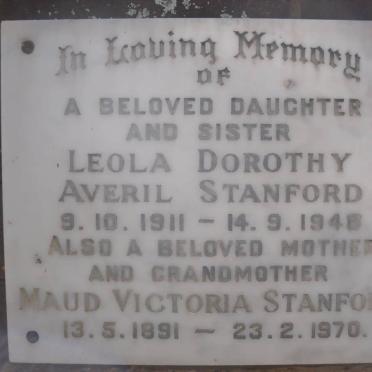 In Loving Memory
OF
A BELOVED DAUGHTER
AND SISTER
LEOLA DOROTHY
AVERIL STANFORD
9.10.1911 – 14.9.1948
ALSO A BELOVED MOTHER
AND GRANDMOTHER
MAUD VICTORIA STANFO
13.5.1891 – 23.2.1970.